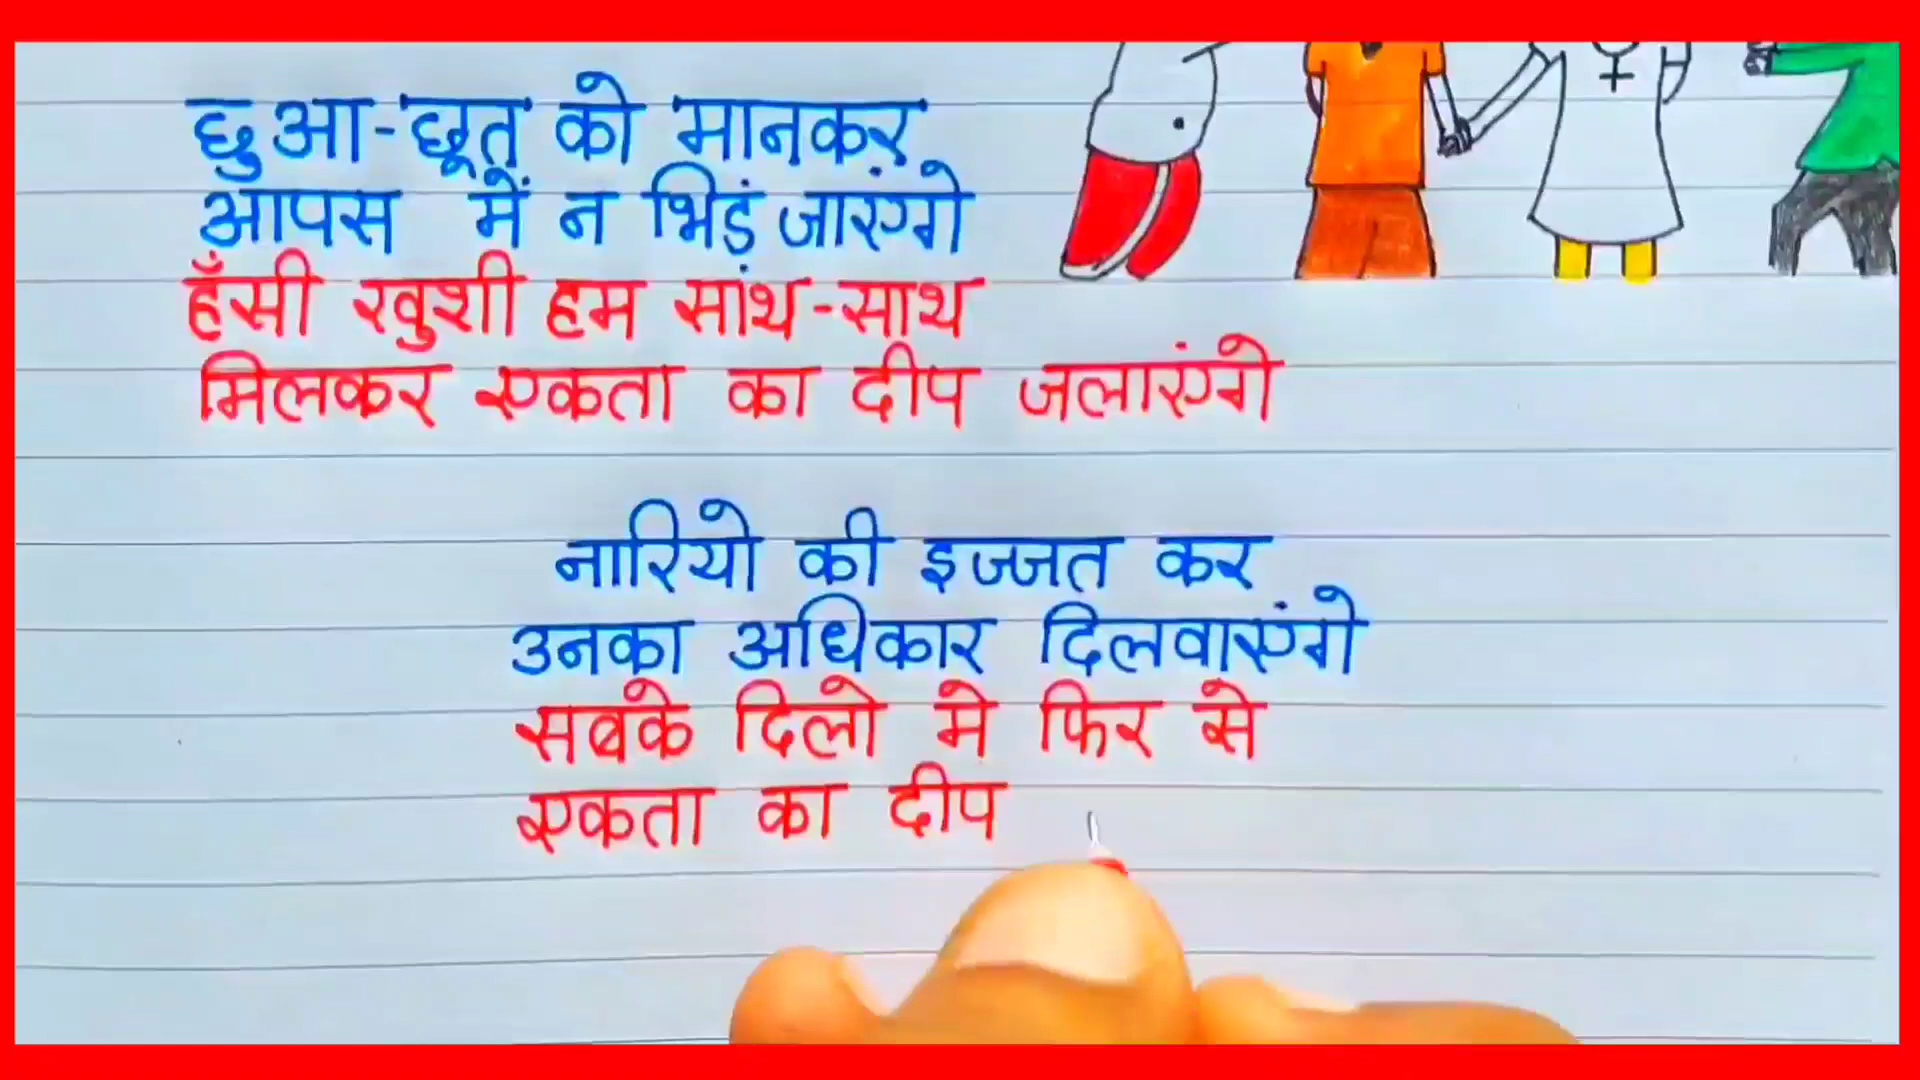 छुआ-छूत को मानकर
आपस में न भिड़ जाएंगे
हँसी खुशी हम सांथ-साथ
मिलकर एकता का दीप जलाएंगे
नारियो की इज्जत कर
उनका अधिकार दिलवाएंगे
सबके दिलो मे फिर से
एकता का दीप